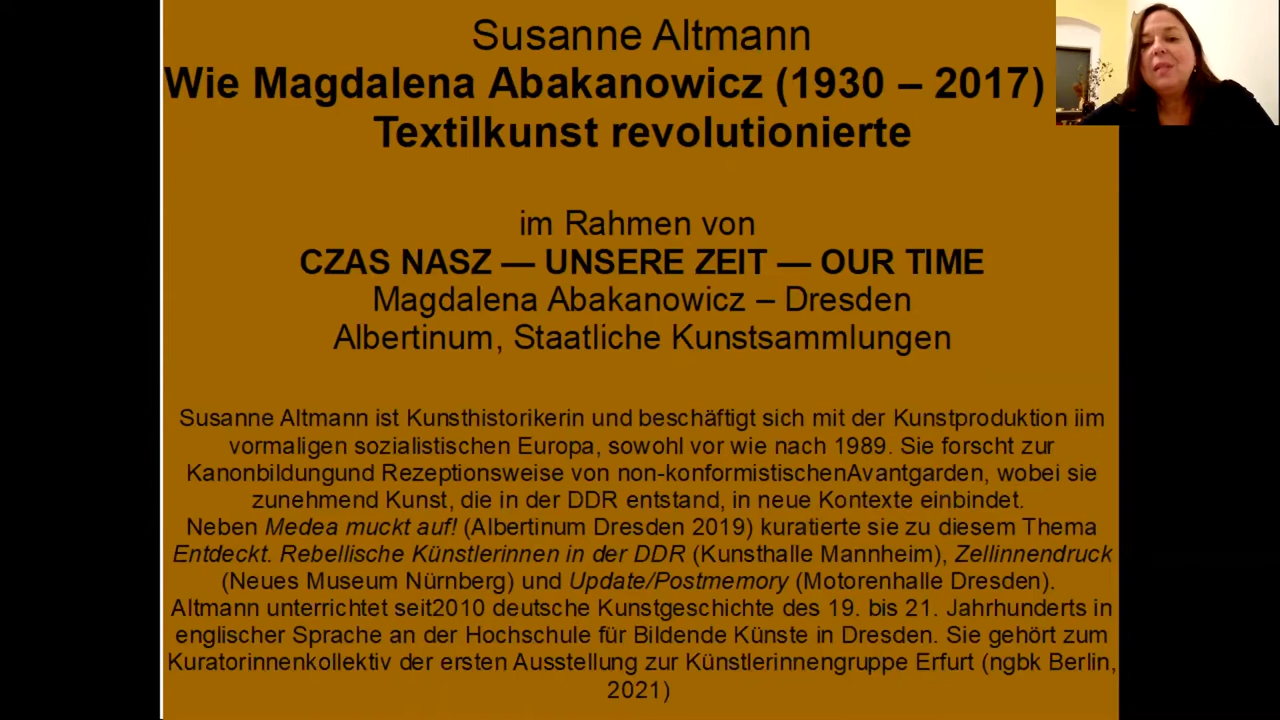 Susanne Altmann
Wie Magdalena Abakanowicz (1930 – 2017)
Textilkunst revolutionierte
im Rahmen von
CZAS NASZ — UNSERE ZEIT — OUR TIME
Magdalena Abakanowicz – Dresden
Albertinum, Staatliche Kunstsammlungen
Susanne Altmann ist Kunsthistorikerin und beschäftigt sich mit der Kunstproduktion iim
vormaligen sozialistischen Europa, sowohl vor wie nach 1989. Sie forscht zur
Kanonbildungund Rezeptionsweise von non-konformistischenAvantgarden, wobei sie
zunehmend Kunst, die in der DDR entstand, in neue Kontexte einbindet.
Neben Medea muckt auf! (Albertinum Dresden 2019) kuratierte sie zu diesem Thema
Entdeckt. Rebellische Künstlerinnen in der DDR (Kunsthalle Mannheim), Zellinnendruck
(Neues Museum Nürnberg) und Update/Postmemory (Motorenhalle Dresden).
Altmann unterrichtet seit2010 deutsche Kunstgeschichte des 19. bis 21. Jahrhunderts in
englischer Sprache an der Hochschule für Bildende Künste in Dresden. Sie gehört zum
Kuratorinnenkollektiv der ersten Ausstellung zur Künstlerinnengruppe Erfurt (ngbk Berlin,
2021)